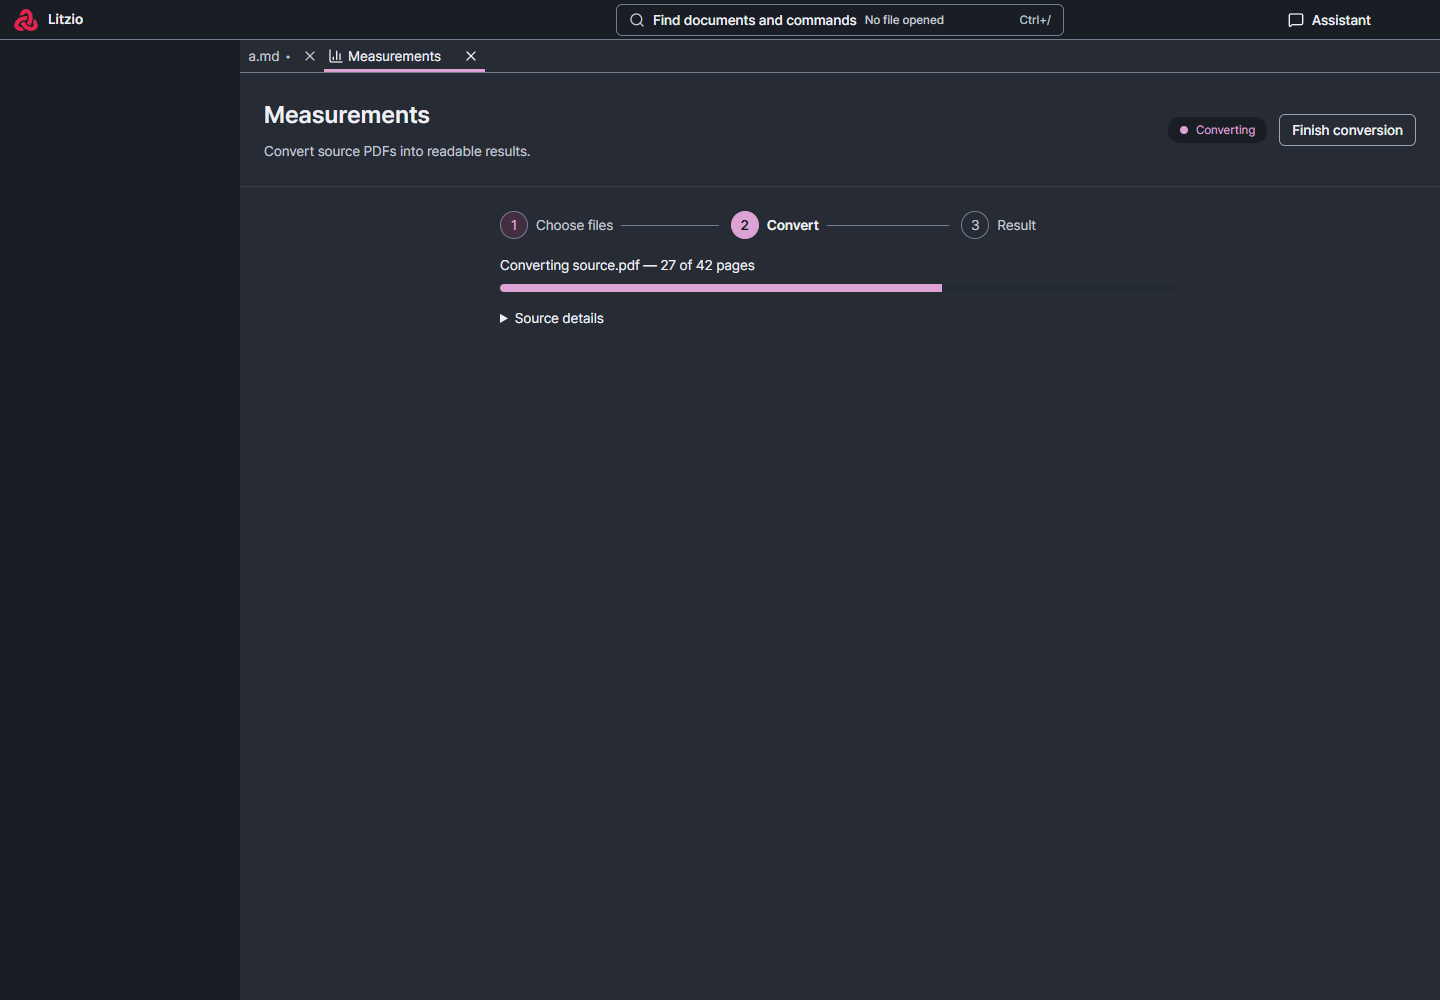 Litzio
Find documents and commands No file opened Ctrl+/
Assistant
a.md •
Measurements
Measurements
Convert source PDFs into readable results.
Converting
Finish conversion
1 Choose files
2 Convert
3 Result
Converting source.pdf — 27 of 42 pages
Source details